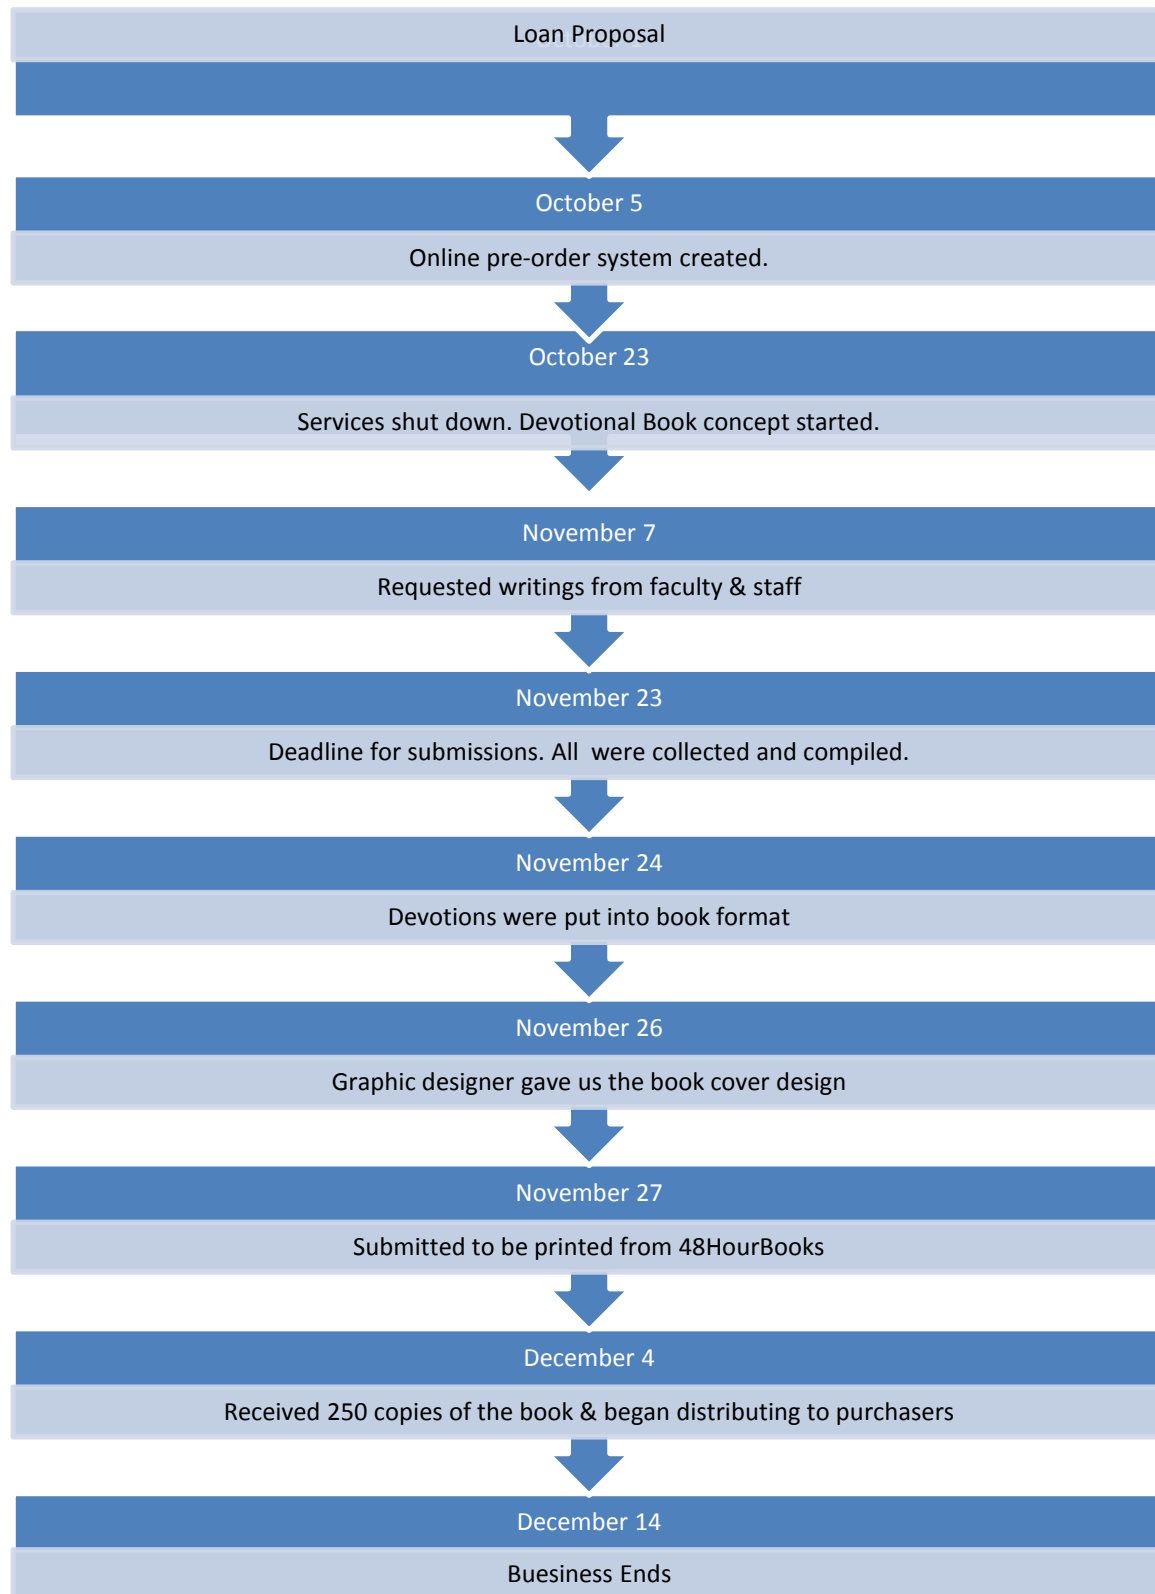 Loan Proposal
October 1
October 5
Online pre-order system created.
October 23
Services shut down. Devotional Book concept started.
November 7
Requested writings from faculty & staff
November 23
Deadline for submissions. All  were collected and compiled.
November 24
Devotions were put into book format
November 26
Graphic designer gave us the book cover design
November 27
Submitted to be printed from 48HourBooks
December 4
Received 250 copies of the book & began distributing to purchasers
December 14
Buesiness Ends